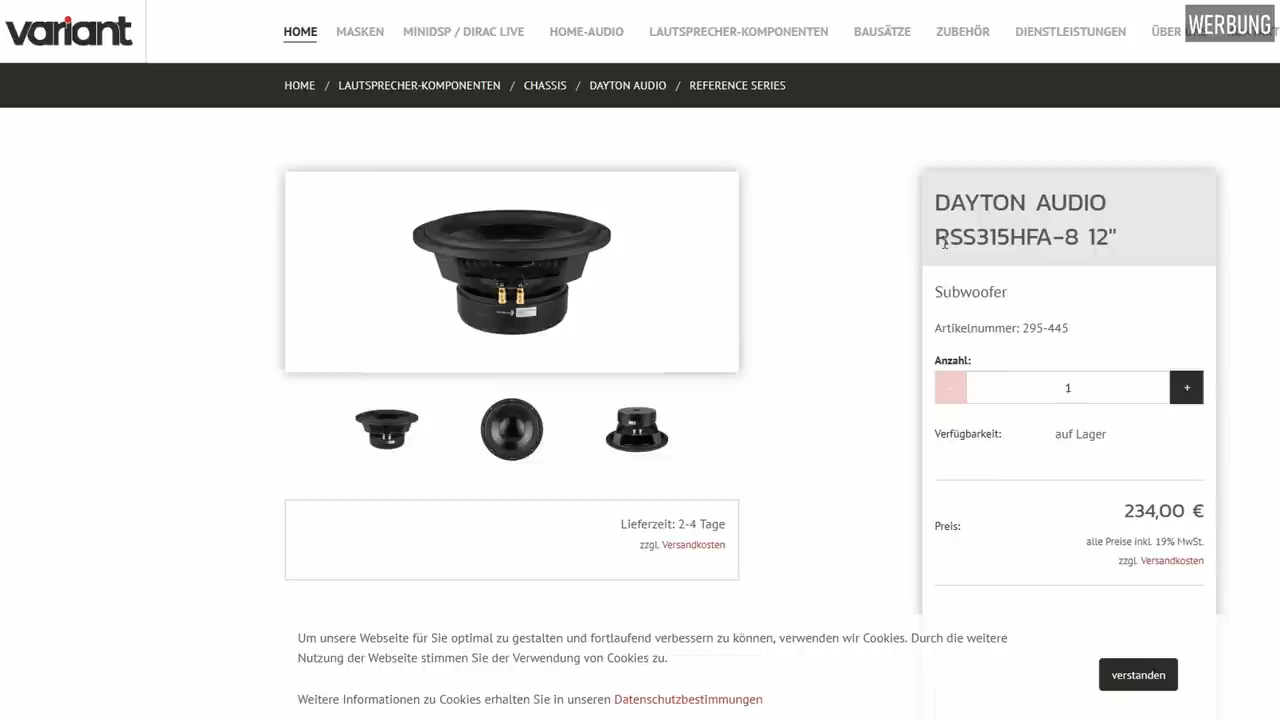 variant
HOME MASKEN MINIDSP / DIRAC LIVE HOME-AUDIO LAUTSPRECHER-KOMPONENTEN BAUSÄTZE ZUBEHÖR DIENSTLEISTUNGEN ÜBER
WERBUNG
HOME / LAUTSPRECHER-KOMPONENTEN / CHASSIS / DAYTON AUDIO / REFERENCE SERIES
DAYTON AUDIO
RSS315HFA-8 12"
Subwoofer
Artikelnummer: 295-445
Anzahl:
- 1 +
Verfügbarkeit: auf Lager
Lieferzeit: 2-4 Tage
zzgl. Versandkosten
234,00 €
Preis:
alle Preise inkl. 19% MwSt.
zzgl. Versandkosten
Um unsere Webseite für Sie optimal zu gestalten und fortlaufend verbessern zu können, verwenden wir Cookies. Durch die weitere
Nutzung der Webseite stimmen Sie der Verwendung von Cookies zu.
verstanden
Weitere Informationen zu Cookies erhalten Sie in unseren Datenschutzbestimmungen